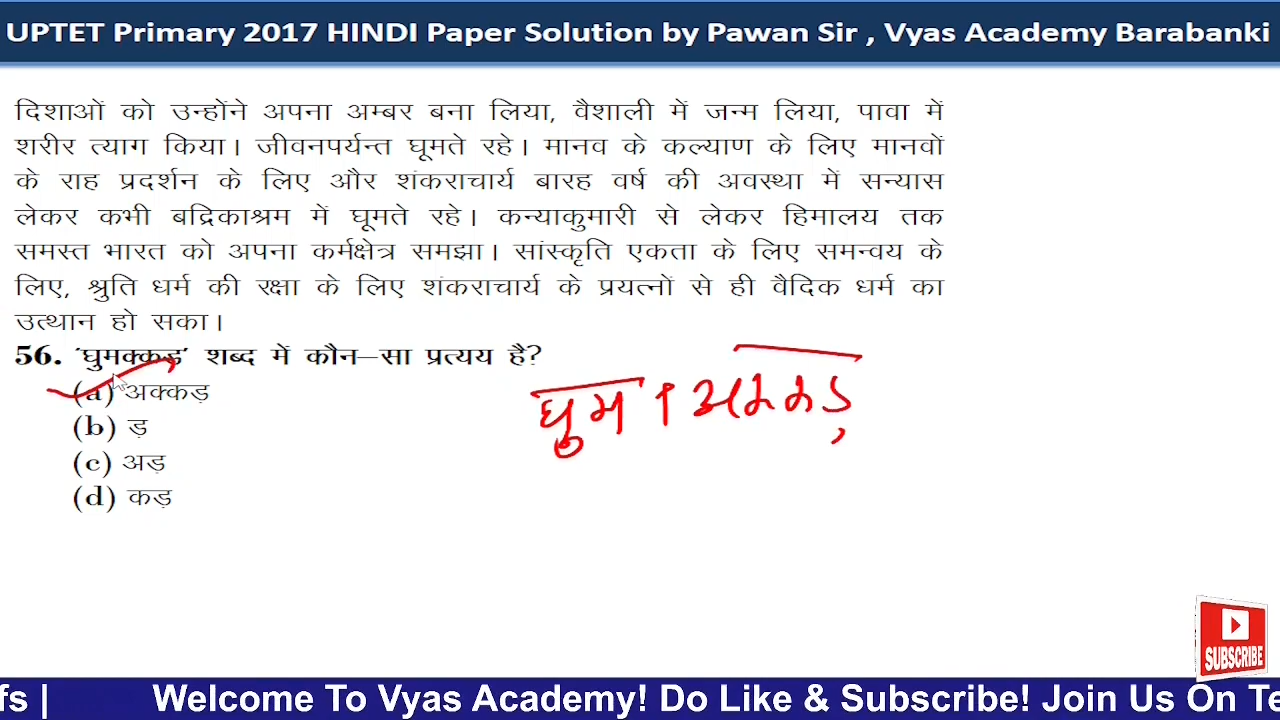 UPTET Primary 2017 HINDI Paper Solution by Pawan Sir , Vyas Academy Barabanki
दिशाओं को उन्होंने अपना अम्बर बना लिया, वैशाली में जन्म लिया, पावा में
शरीर त्याग किया। जीवनपर्यन्त घूमते रहे। मानव के कल्याण के लिए मानवों
के राह प्रदर्शन के लिए और शंकराचार्य बारह वर्ष की अवस्था में सन्यास
लेकर कभी बद्रिकाश्रम में घूमते रहे। कन्याकुमारी से लेकर हिमालय तक
समस्त भारत को अपना कर्मक्षेत्र समझा। सांस्कृति एकता के लिए समन्वय के
लिए, श्रुति धर्म की रक्षा के लिए शंकराचार्य के प्रयत्नों से ही वैदिक धर्म का
उत्थान हो सका।
56. 'घुमक्कड़' शब्द में कौन–सा प्रत्यय है?
(a) अक्कड़
घुम + अक्कड़
(b) ड़
(c) अड़
(d) कड़
SUBSCRIBE
fs | Welcome To Vyas Academy! Do Like & Subscribe! Join Us On Te